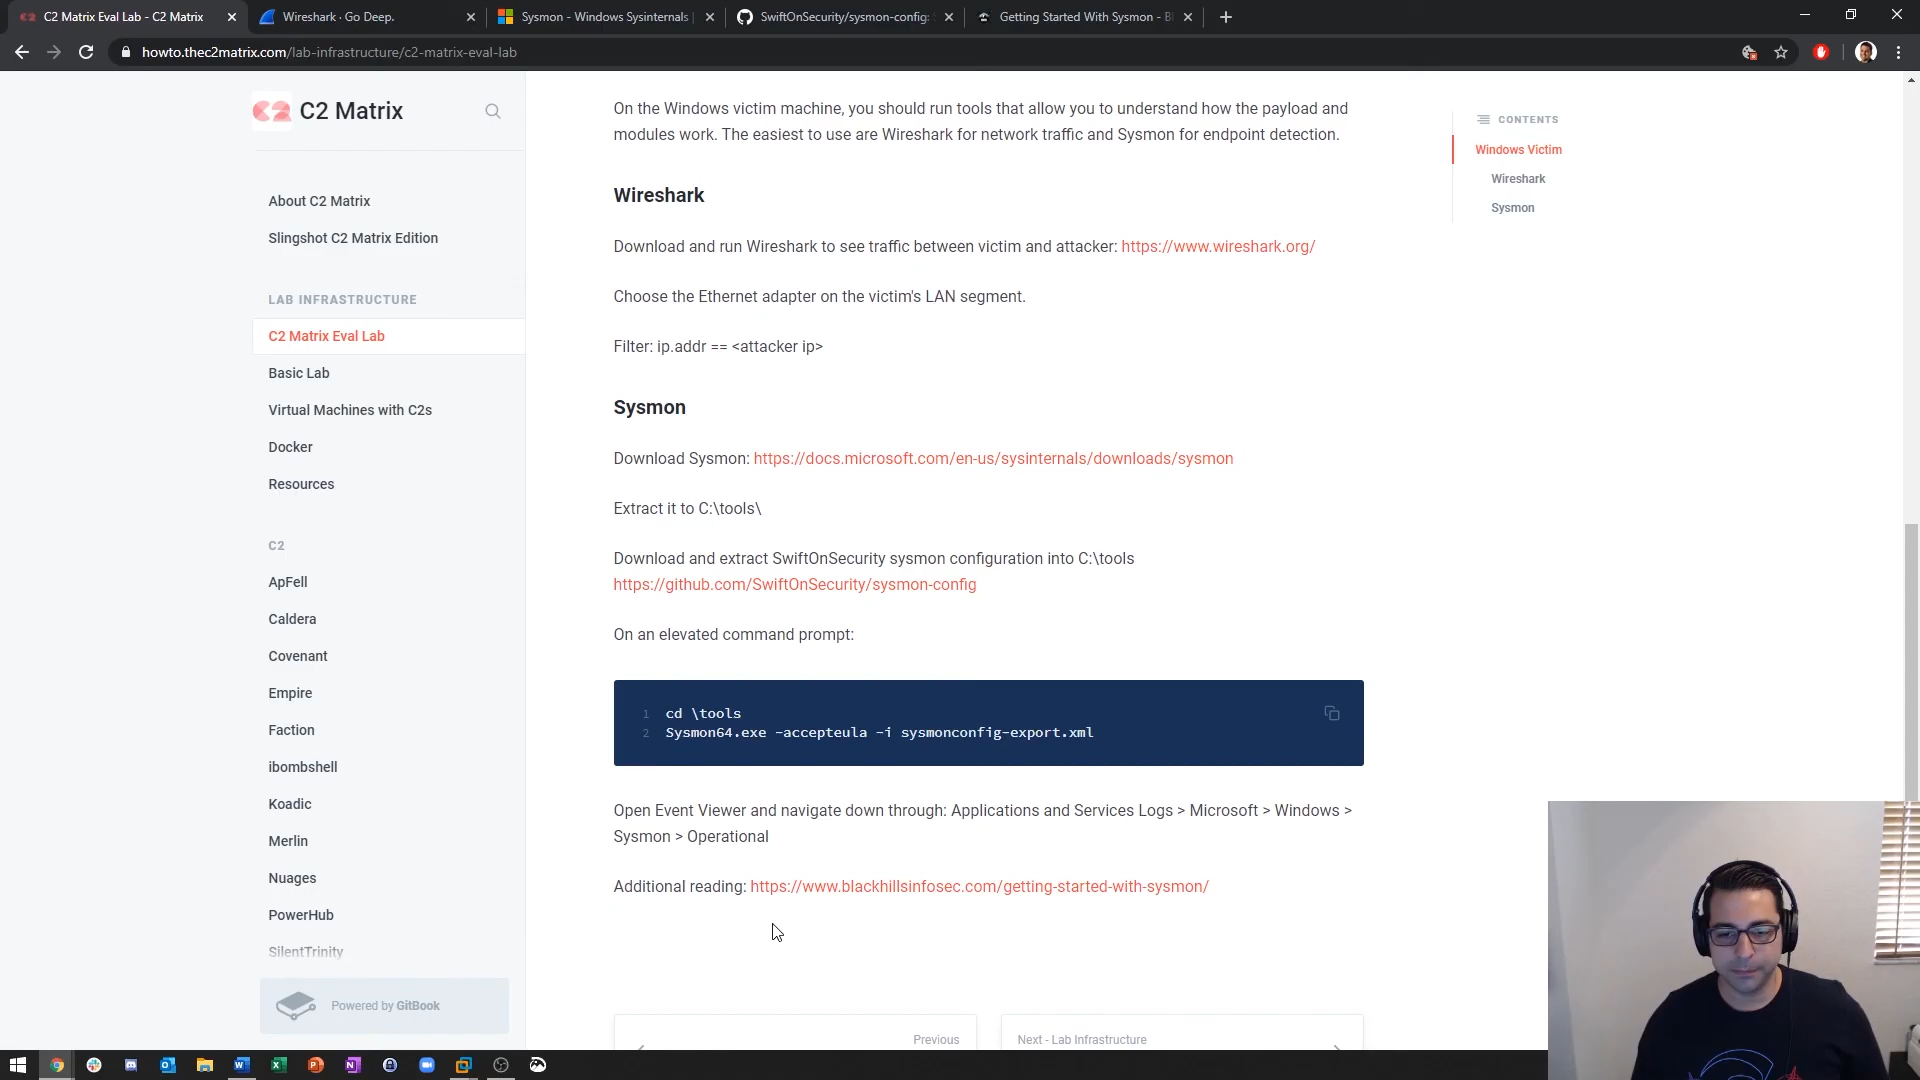 C2 Matrix Eval Lab - C2 Matrix
Wireshark · Go Deep.
Sysmon - Windows Sysinternals |
SwiftOnSecurity/sysmon-config:
Getting Started With Sysmon - Bl
howto.thec2matrix.com/lab-infrastructure/c2-matrix-eval-lab
C2 Matrix
About C2 Matrix
Slingshot C2 Matrix Edition
LAB INFRASTRUCTURE
C2 Matrix Eval Lab
Basic Lab
Virtual Machines with C2s
Docker
Resources
C2
ApFell
Caldera
Covenant
Empire
Faction
ibombshell
Koadic
Merlin
Nuages
PowerHub
SilentTrinity
Powered by GitBook
On the Windows victim machine, you should run tools that allow you to understand how the payload and
modules work. The easiest to use are Wireshark for network traffic and Sysmon for endpoint detection.
Wireshark
Download and run Wireshark to see traffic between victim and attacker: https://www.wireshark.org/
Choose the Ethernet adapter on the victim's LAN segment.
Filter: ip.addr == <attacker ip>
Sysmon
Download Sysmon: https://docs.microsoft.com/en-us/sysinternals/downloads/sysmon
Extract it to C:\tools\
Download and extract SwiftOnSecurity sysmon configuration into C:\tools
https://github.com/SwiftOnSecurity/sysmon-config
On an elevated command prompt:
1 cd \tools
2 Sysmon64.exe -accepteula -i sysmonconfig-export.xml
Open Event Viewer and navigate down through: Applications and Services Logs > Microsoft > Windows >
Sysmon > Operational
Additional reading: https://www.blackhillsinfosec.com/getting-started-with-sysmon/
Previous
Next - Lab Infrastructure
CONTENTS
Windows Victim
Wireshark
Sysmon